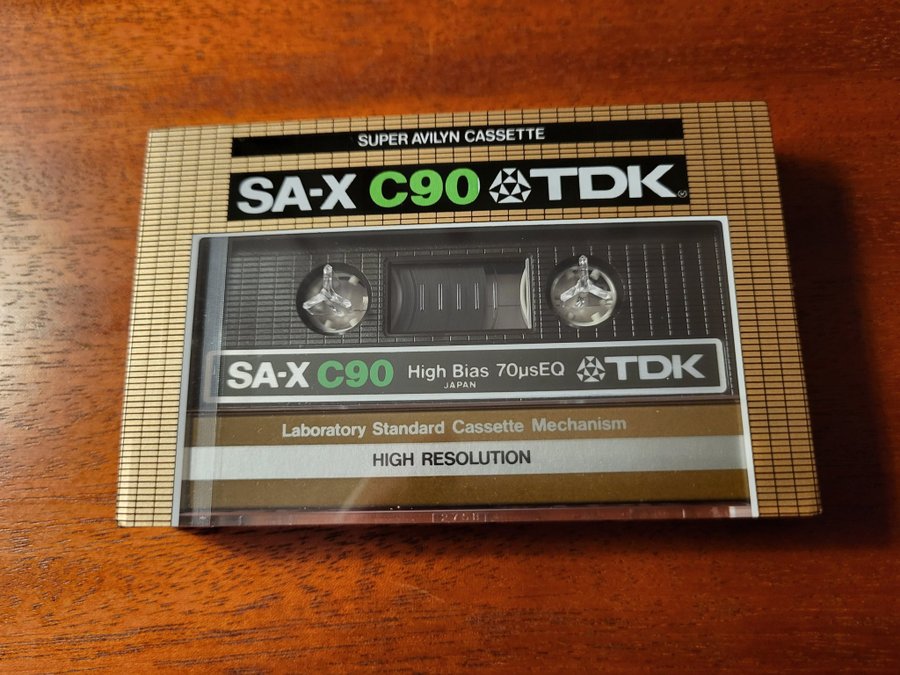 SUPER AVILYN CASSETTE
SA-X C90 TDK
SA-X C90 High Bias 70µsEQ TDK
JAPAN
Laboratory Standard Cassette Mechanism
HIGH RESOLUTION